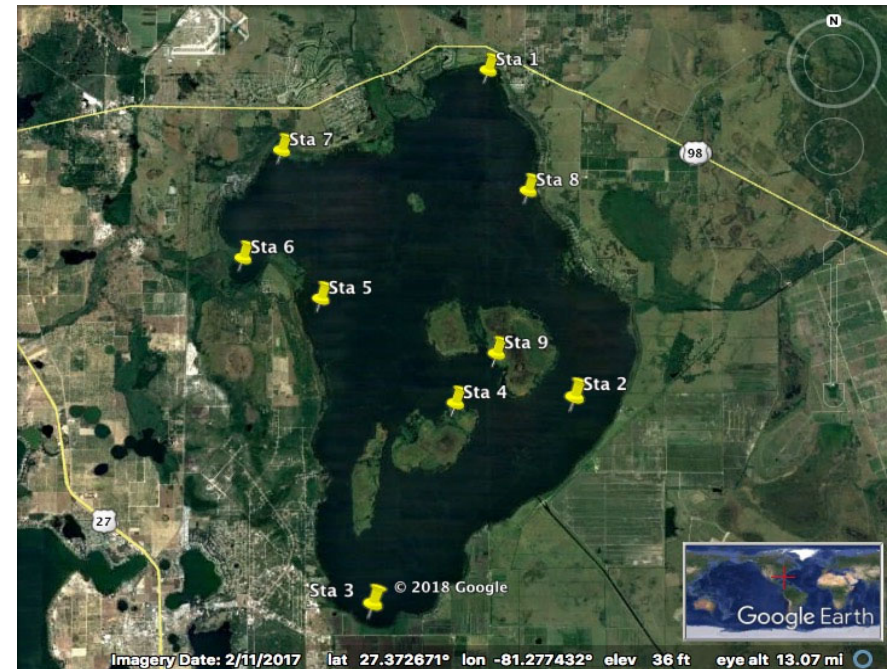 N
Sta 1
Sta 7
98
Sta 8
Sta 6
Sta 5
Sta 9
Sta 2
Sta 4
27
Sta 3
© 2018 Google
Google Earth
Imagery Date: 2/11/2017 lat 27.372671° lon -81.277432° elev 36 ft eye alt 13.07 mi